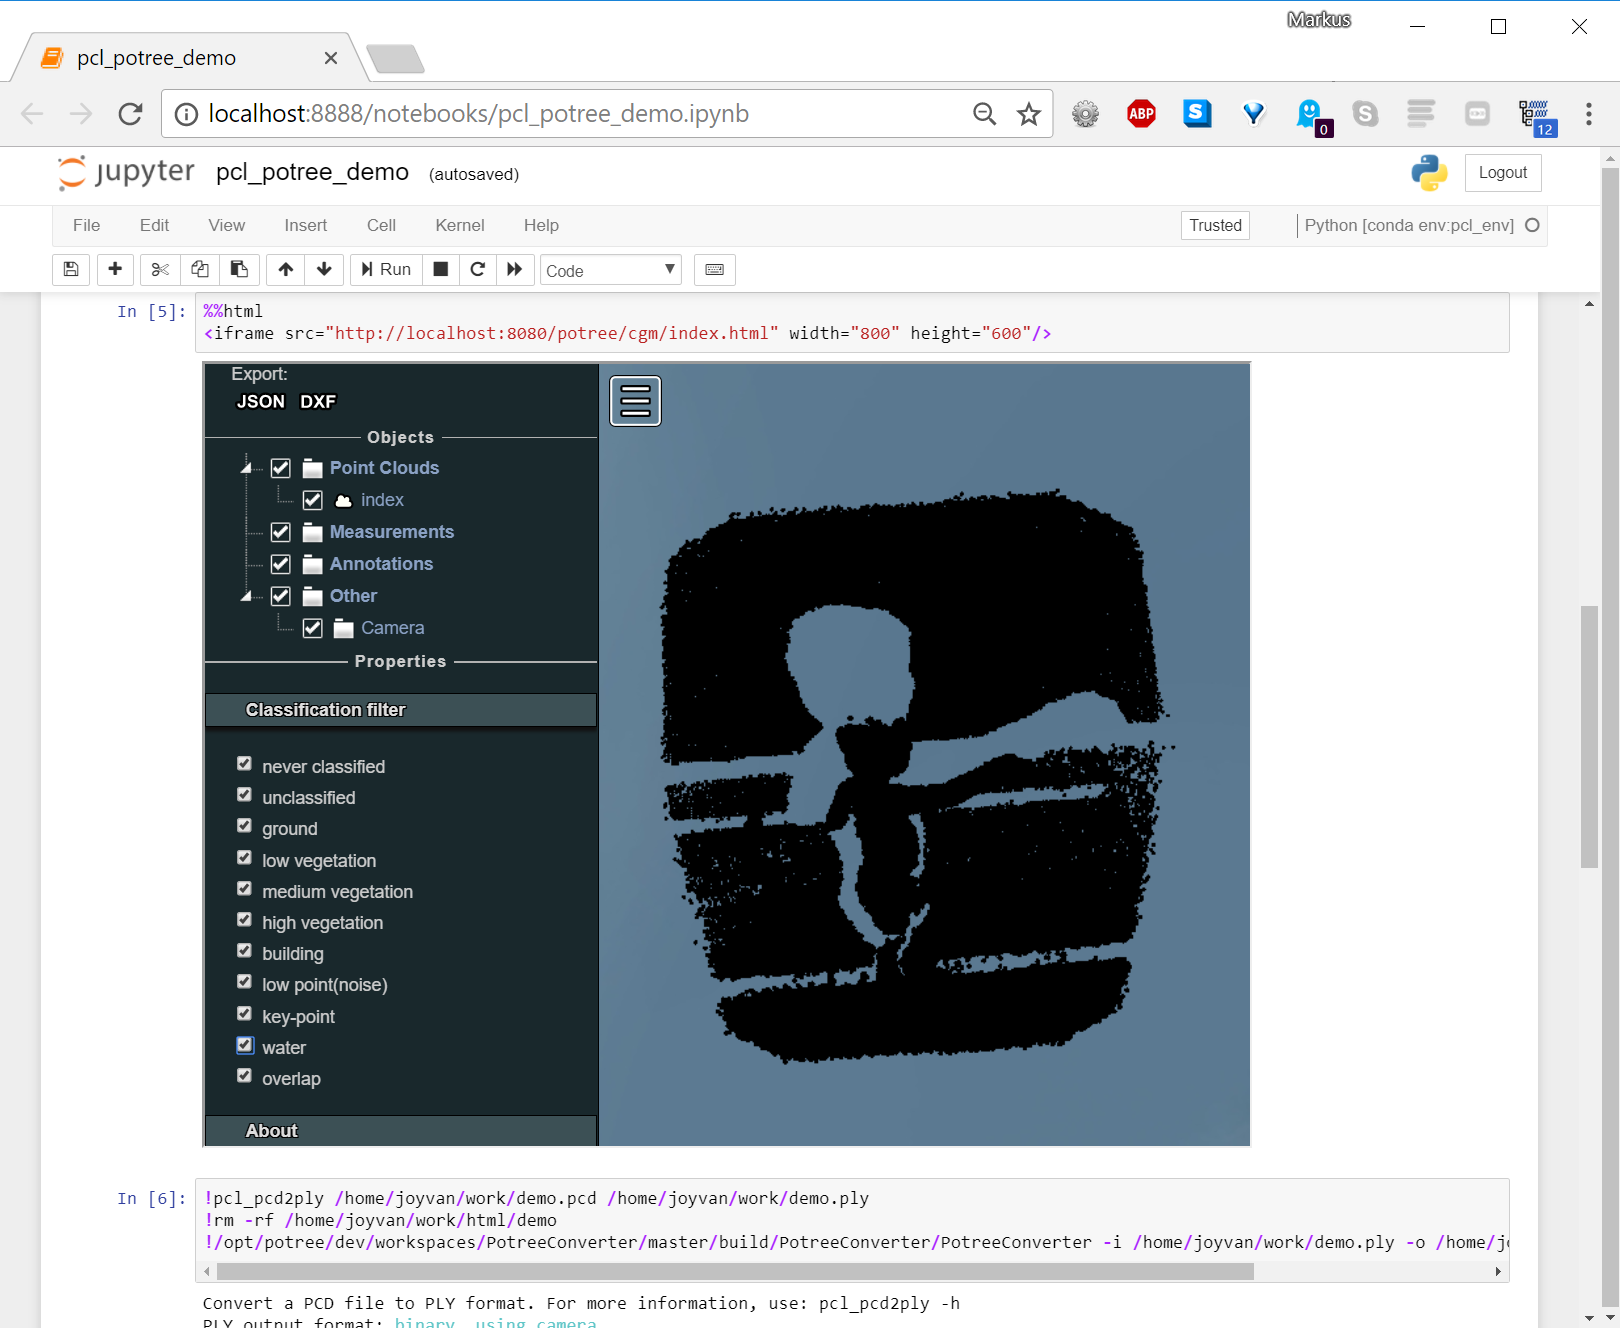 Markus
pcl_potree_demo
localhost:8888/notebooks/pcl_potree_demo.ipynb
ABP
S
0
S
12
jupyter pcl_potree_demo (autosaved)
Logout
File Edit View Insert Cell Kernel Help
Trusted
Python [conda env:pcl_env]
Run
Code
In [5]:
%%html
<iframe src="http://localhost:8080/potree/cgm/index.html" width="800" height="600"/>
Export:
JSON DXF
Objects
Point Clouds
index
Measurements
Annotations
Other
Camera
Properties
Classification filter
never classified
unclassified
ground
low vegetation
medium vegetation
high vegetation
building
low point(noise)
key-point
water
overlap
About
In [6]:
!pcl_pcd2ply /home/joyvan/work/demo.pcd /home/joyvan/work/demo.ply
!rm -rf /home/joyvan/work/html/demo
!/opt/potree/dev/workspaces/PotreeConverter/master/build/PotreeConverter/PotreeConverter -i /home/joyvan/work/demo.ply -o /home/jo
Convert a PCD file to PLY format. For more information, use: pcl_pcd2ply -h
PLY output format: binary, using camera